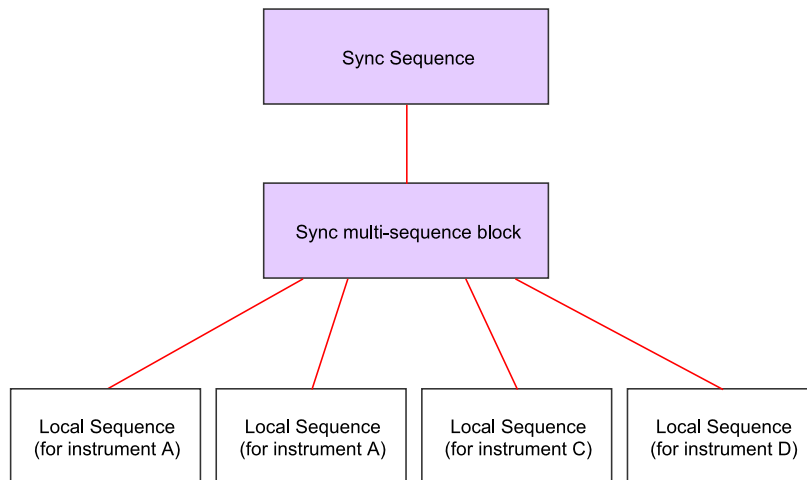 Sync Sequence
Sync multi-sequence block
Local Sequence
(for instrument A)
Local Sequence
(for instrument A)
Local Sequence
(for instrument C)
Local Sequence
(for instrument D)